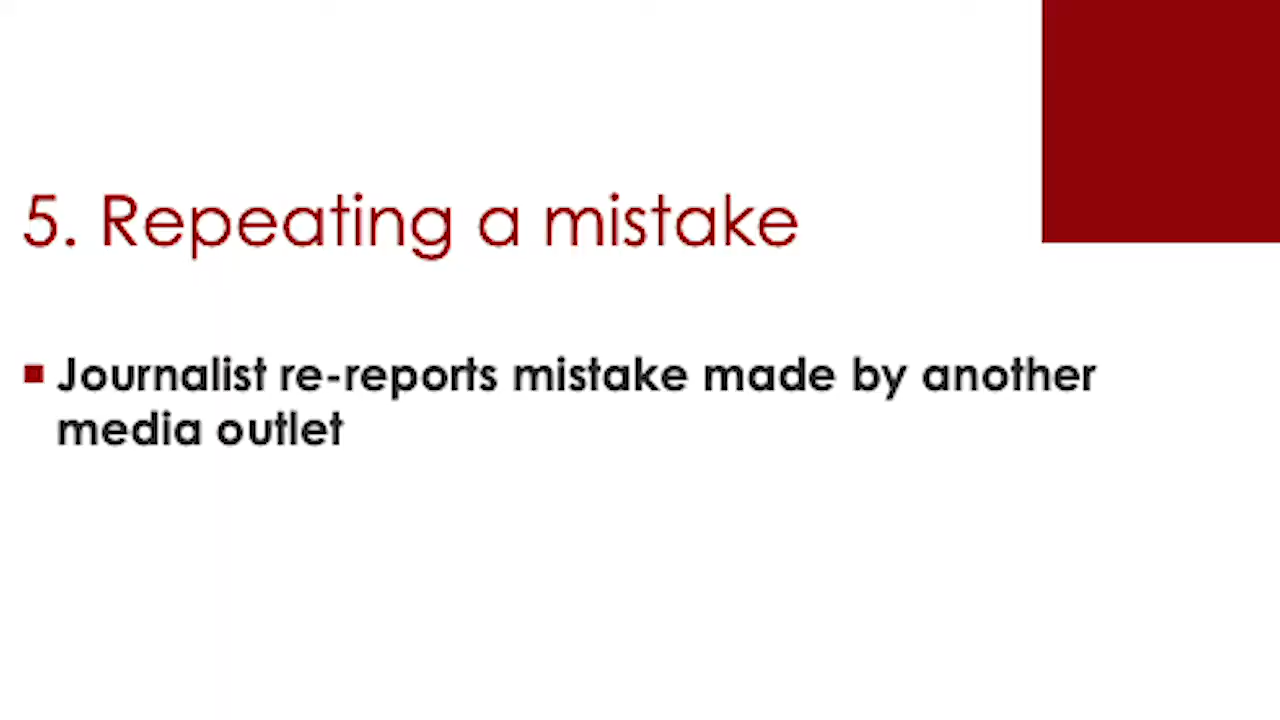 5. Repeating a mistake
Journalist re-reports mistake made by another
media outlet